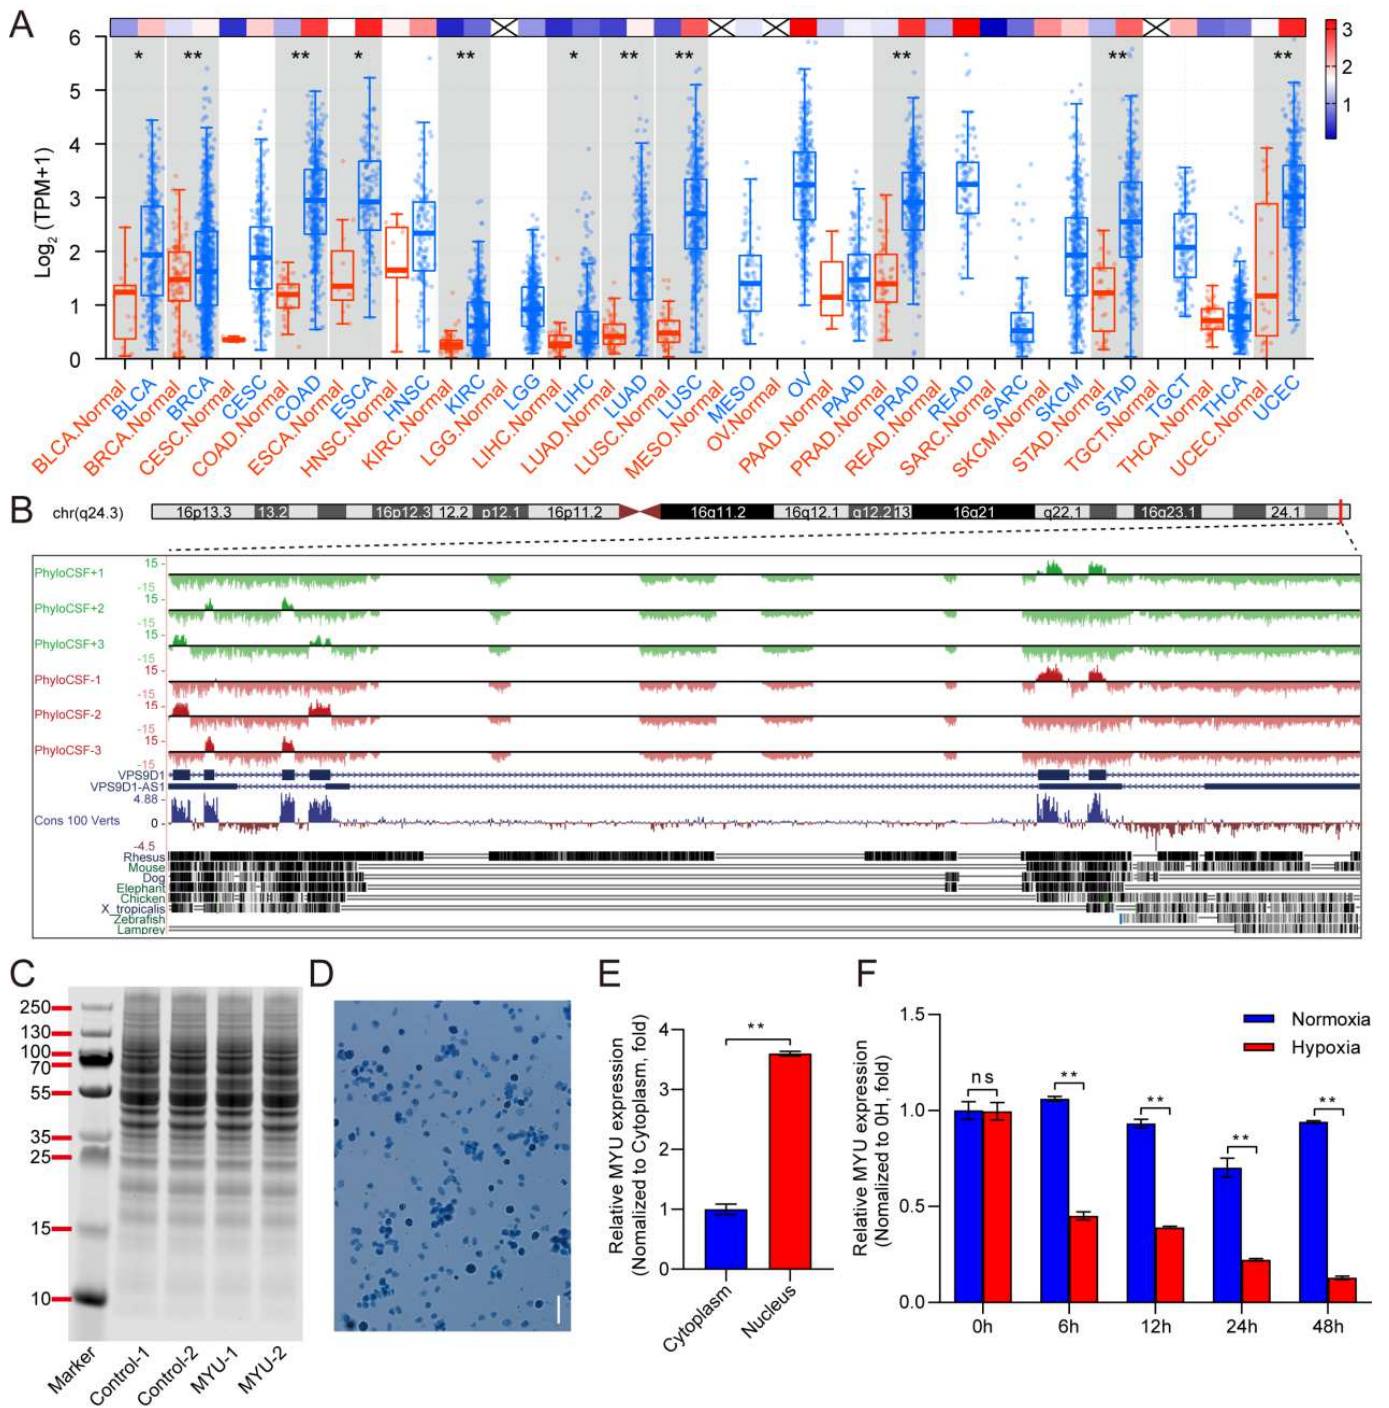 A
6
5
4
3
2
1
0
Log2 (TPM+1)
* ** ** * ** * ** ** ** ** **
3
2
1
BLCA.Normal
BLCA
BRCA.Normal
BRCA
CESC.Normal
CESC
COAD.Normal
COAD
ESCA.Normal
ESCA
HNSC.Normal
HNSC
KIRC.Normal
KIRC
LGG.Normal
LGG
LIHC.Normal
LIHC
LUAD.Normal
LUAD
LUSC.Normal
LUSC
MESO.Normal
MESO
OV.Normal
OV
PAAD.Normal
PAAD
PRAD.Normal
PRAD
READ.Normal
READ
SARC.Normal
SARC
SKCM.Normal
SKCM
STAD.Normal
STAD
TGCT.Normal
TGCT
THCA.Normal
THCA
UCEC.Normal
UCEC
B
chr(q24.3) 16p13.3 13.2 16p12.3 12.2 p12.1 16p11.2 16q11.2 16q12.1 q12.2 13 16q21 q22.1 16q23.1 24.1
15
PhyloCSF+1
-15
15
PhyloCSF+2
-15
15
PhyloCSF+3
-15
15
PhyloCSF-1
-15
15
PhyloCSF-2
-15
15
PhyloCSF-3
-15
VPS9D1
VPS9D1-AS1
4.88
Cons 100 Verts 0
-4.5
Rhesus
Mouse
Dog
Elephant
Chicken
X_tropicalis
Zebrafish
Lamprey
C
250
130
100
70
55
35
25
15
10
Marker
Control-1
Control-2
MYU-1
MYU-2
D
E
Relative MYU expression
(Nomalized to Cytoplasm, fold)
4
3
2
1
0
**
Cytoplasm
Nucleus
F
Relative MYU expression
(Nomalized to 0H, fold)
1.5
1.0
0.5
0.0
Normoxia
Hypoxia
ns ** ** ** **
0h 6h 12h 24h 48h